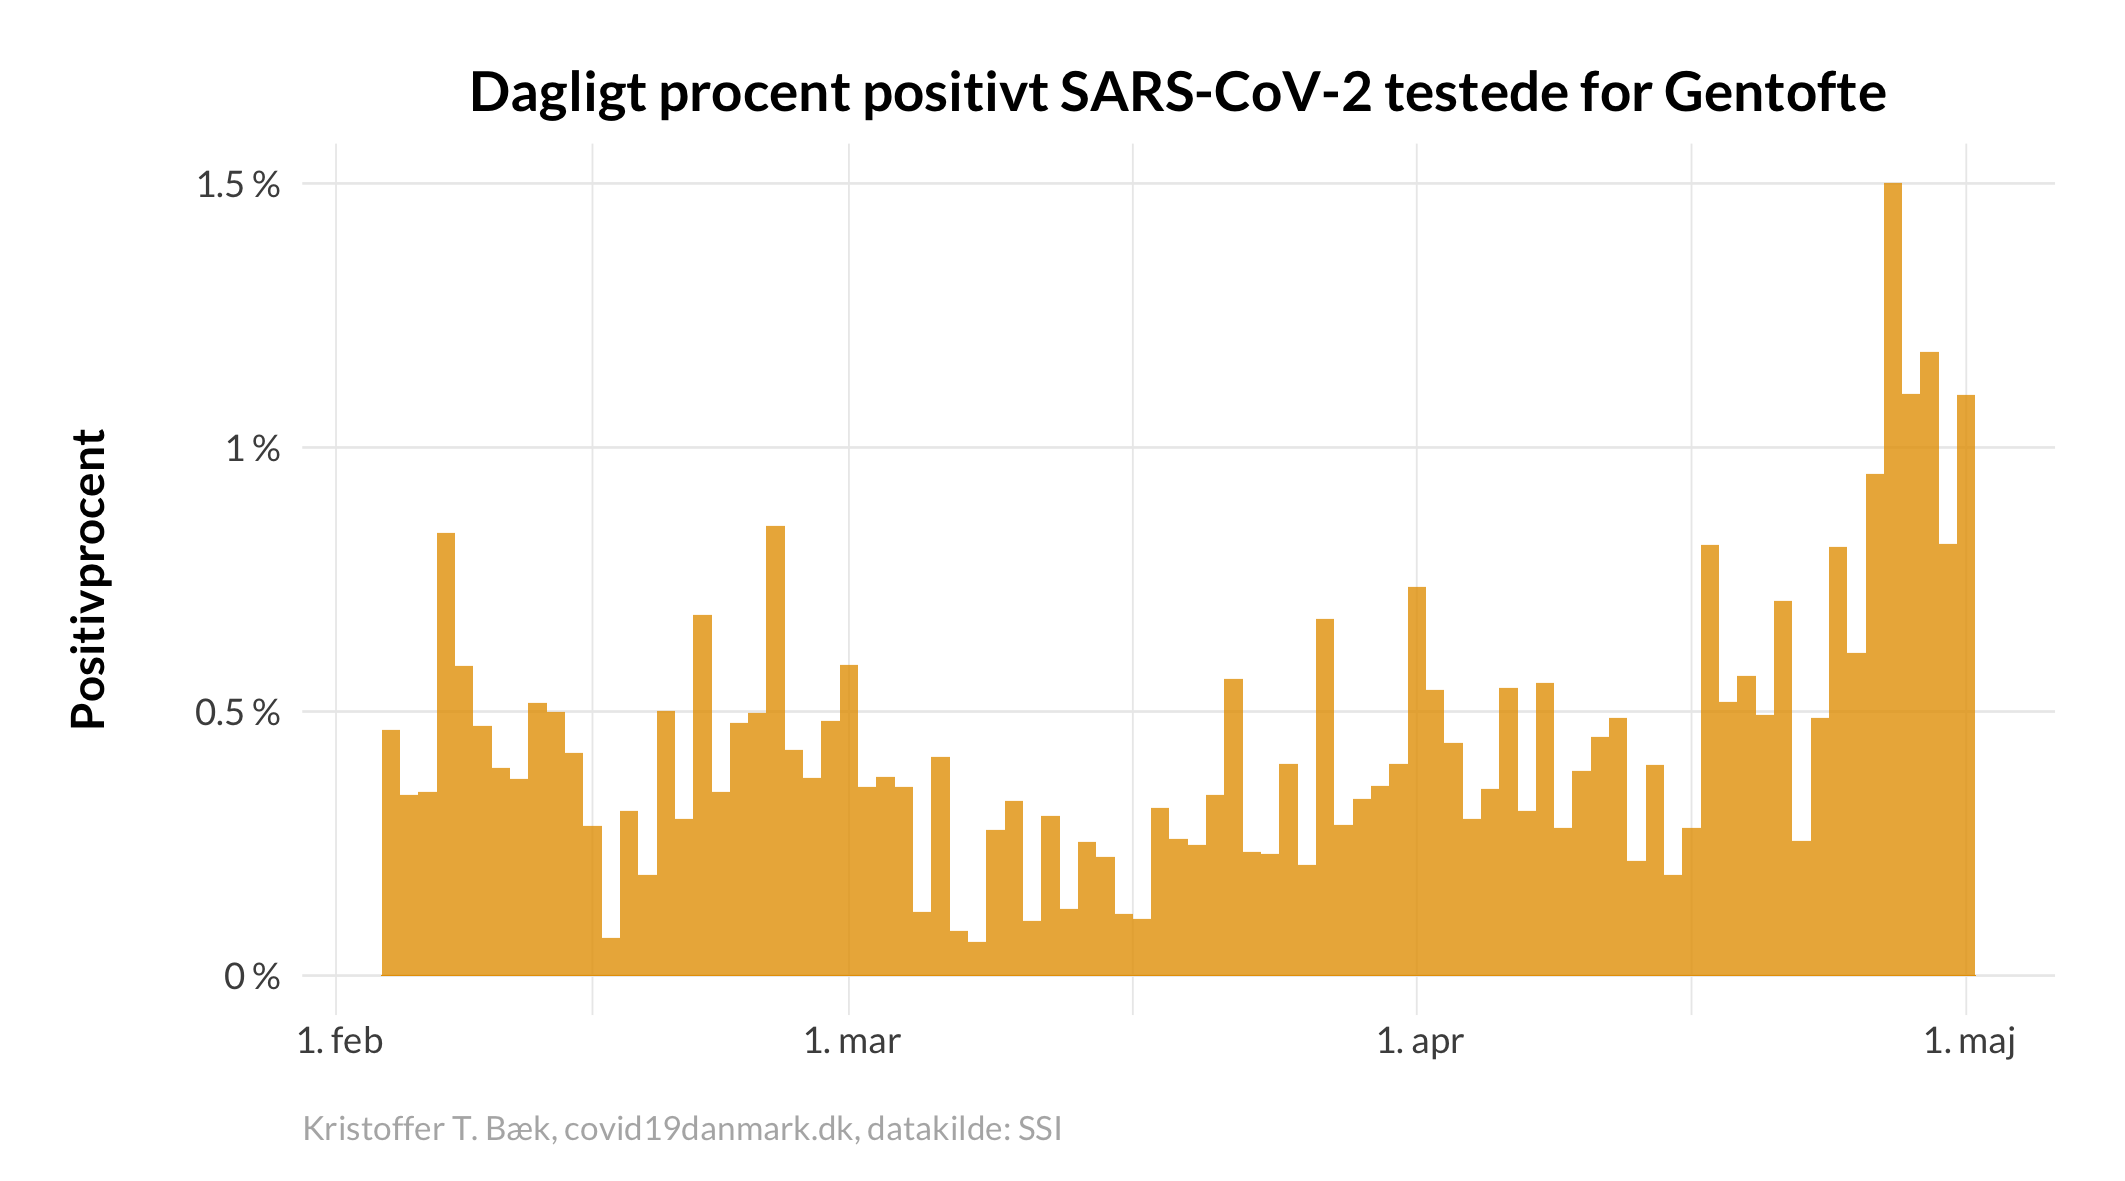 Dagligt procent positivt SARS-CoV-2 testede for Gentofte
Positivprocent
1.5 %
1 %
0.5 %
0 %
1. feb
1. mar
1. apr
1. maj
Kristoffer T. Bæk, covid19danmark.dk, datakilde: SSI